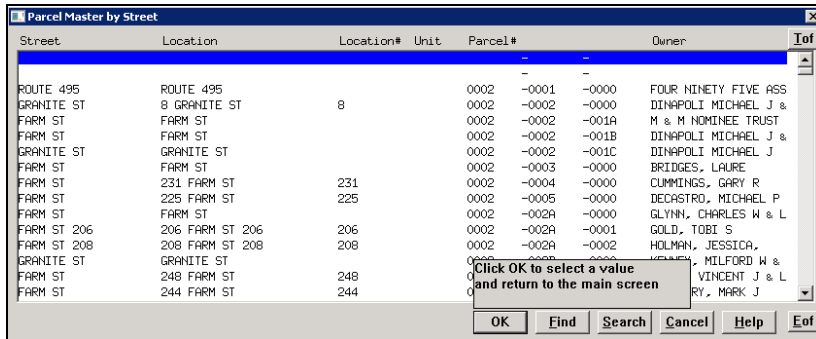 Parcel Master by Street
Street Location Location# Unit Parcel # Owner Tof
- -
- -
ROUTE 495 ROUTE 495 0002 -0001 -0000 FOUR NINETY FIVE ASS
GRANITE ST 8 GRANITE ST 8 0002 -0002 -0000 DINAPOLI MICHAEL J &
FARM ST FARM ST 0002 -0002 -001A M & M NOMINEE TRUST
FARM ST FARM ST 0002 -0002 -001B DINAPOLI MICHAEL J &
GRANITE ST GRANITE ST 0002 -0002 -001C DINAPOLI MICHAEL J
FARM ST FARM ST 0002 -0003 -0000 BRIDGES, LAURE
FARM ST 231 FARM ST 231 0002 -0004 -0000 CUMMINGS, GARY R
FARM ST 225 FARM ST 225 0002 -0005 -0000 DECASTRO, MICHAEL P
FARM ST FARM ST 0002 -002A -0000 GLYNN, CHARLES W & L
FARM ST 206 206 FARM ST 206 206 0002 -002A -0001 GOLD, TOBI S
FARM ST 208 208 FARM ST 208 208 0002 -002A -0002 HOLMAN, JESSICA,
GRANITE ST GRANITE ST MILFORD W &
FARM ST 248 FARM ST 248 VINCENT J & L
FARM ST 244 FARM ST 244 RY, MARK J
Click OK to select a value
and return to the main screen
OK Find Search Cancel Help Eof